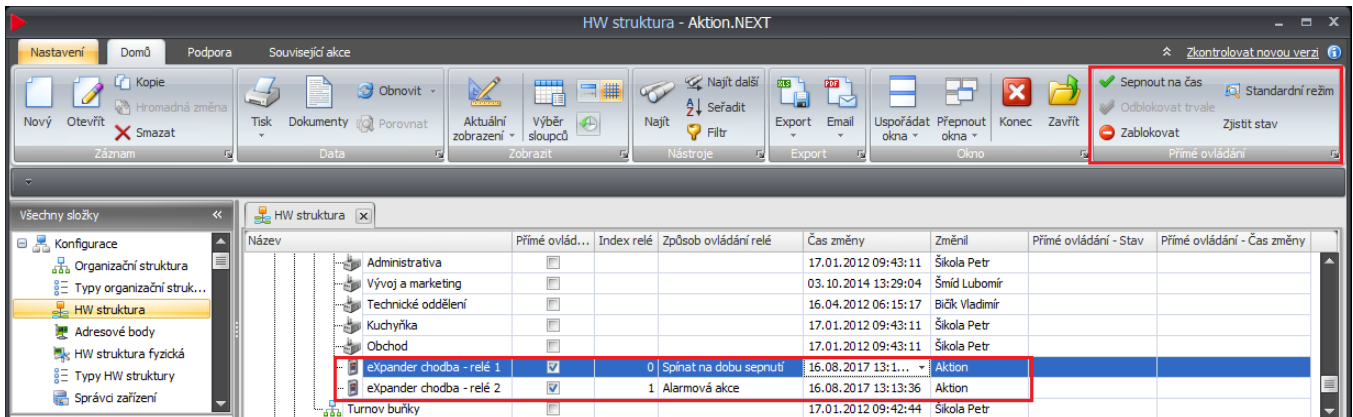 HW struktura - Aktion.NEXT
Nastavení Domů Podpora Související akce Zkontrolovat novou verzi
Nový Otevřít Kopie Hromadná změna Smazat
Tisk Dokumenty Obnovit Porovnat
Aktuální zobrazení Výběr sloupců
Najít Najít další Seřadit Filtr
Export Email
Uspořádat okna Přepnout okna Konec Zavřít
Sepnout na čas Odblokovat trvale Zablokovat Standardní režim Zjistit stav
Záznam Data Zobrazit Nástroje Export Okno Přímé ovládání
Všechny složky HW struktura
Název Přímé ovlád... Index relé Způsob ovládání relé Čas změny Změnil Přímé ovládání - Stav Přímé ovládání - Čas změny
Konfigurace
Organizační struktura
Typy organizační struk...
HW struktura
Adresové body
HW struktura fyzická
Typy HW struktury
Správci zařízení
Administrativa 17.01.2012 09:43:11 Šikola Petr
Vývoj a marketing 03.10.2014 13:29:04 Šmíd Lubomír
Technické oddělení 16.04.2012 06:15:17 Bičík Vladimír
Kuchyňka 17.01.2012 09:43:11 Šikola Petr
Obchod 17.01.2012 09:43:11 Šikola Petr
eXpander chodba - relé 1 0 Spínat na dobu sepnutí 16.08.2017 13:1... Aktion
eXpander chodba - relé 2 1 Alarmová akce 16.08.2017 13:13:36 Aktion
Turnov buňky 17.01.2012 09:42:44 Šikola Petr